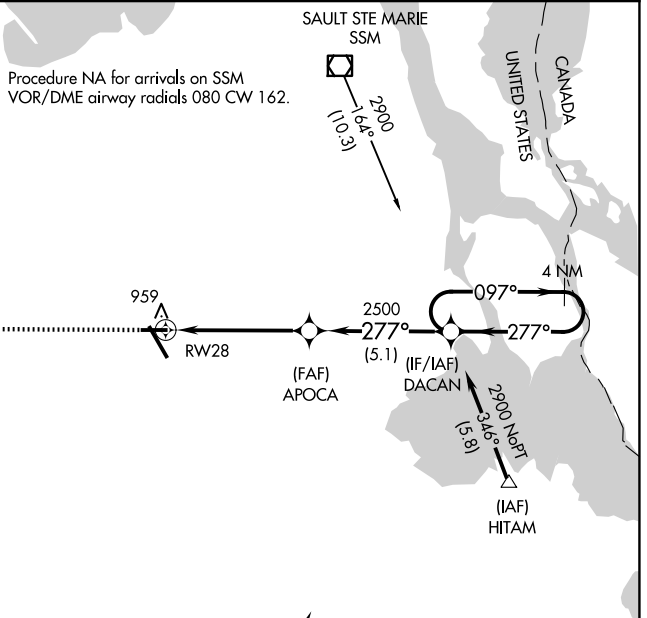 SAULT STE MARIE
SSM
Procedure NA for arrivals on SSM
VOR/DME airway radials 080 CW 162.
CANADA
UNITED STATES
2900
164°
(10.3)
4 NM
097°
959
2500
277°
277°
(5.1)
RW28
(FAF)
APOCA
(IF/IAF)
DACAN
2900 NoPT
346°
(5.8)
(IAF)
HITAM